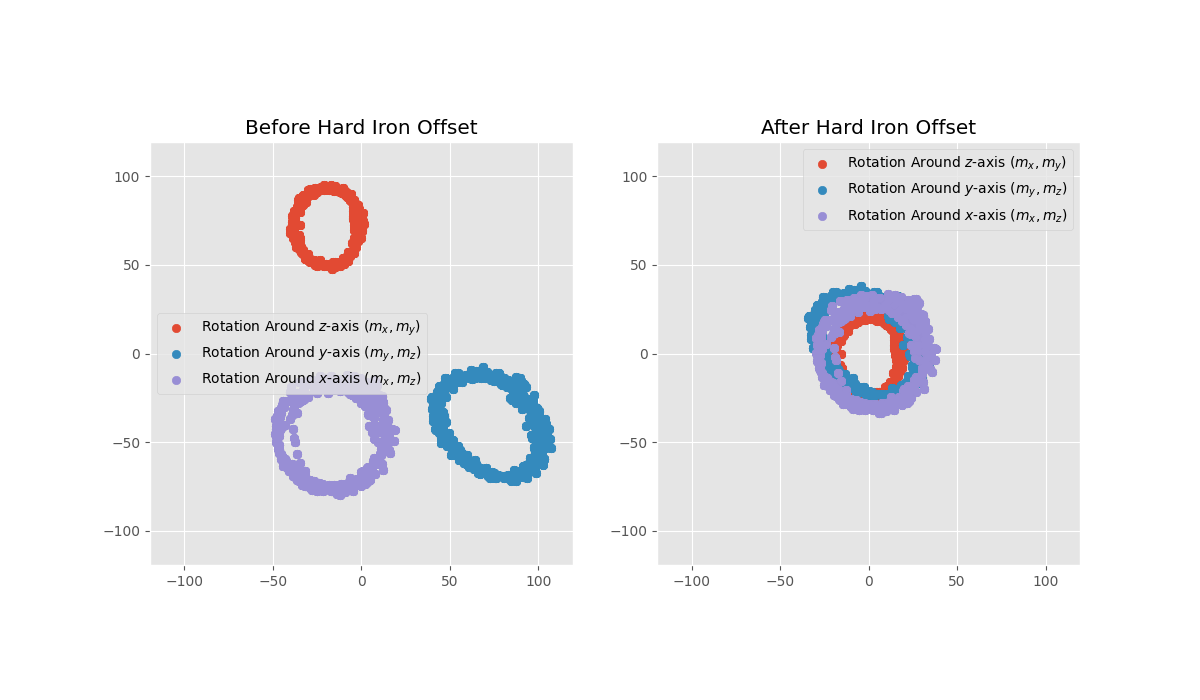 Before Hard Iron Offset
100
50
0
−50
−100
Rotation Around z-axis (mx, my)
Rotation Around y-axis (my, mz)
Rotation Around x-axis (mx, mz)
−100 −50 0 50 100
After Hard Iron Offset
Rotation Around z-axis (mx, my)
Rotation Around y-axis (my, mz)
Rotation Around x-axis (mx, mz)
100
50
0
−50
−100
−100 −50 0 50 100